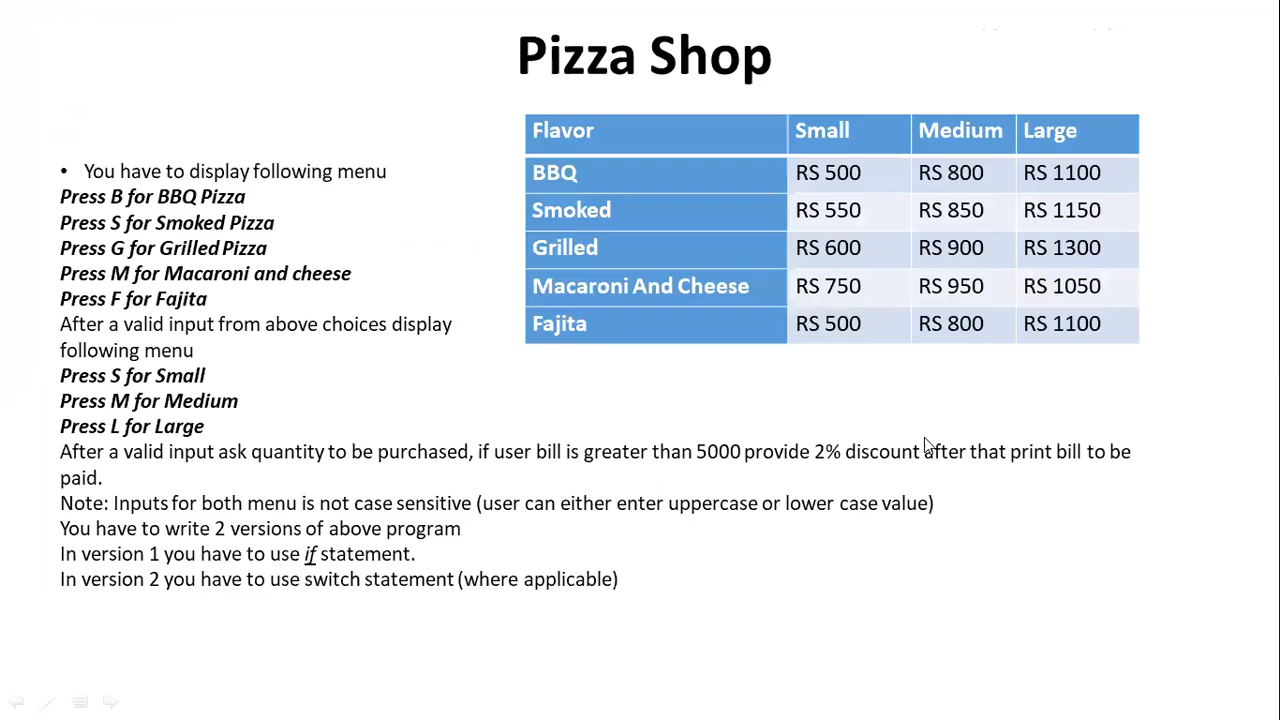 Pizza Shop
• You have to display following menu
Press B for BBQ Pizza
Press S for Smoked Pizza
Press G for Grilled Pizza
Press M for Macaroni and cheese
Press F for Fajita
After a valid input from above choices display
following menu
Press S for Small
Press M for Medium
Press L for Large
After a valid input ask quantity to be purchased, if user bill is greater than 5000 provide 2% discount after that print bill to be
paid.
Note: Inputs for both menu is not case sensitive (user can either enter uppercase or lower case value)
You have to write 2 versions of above program
In version 1 you have to use if statement.
In version 2 you have to use switch statement (where applicable)
Flavor Small Medium Large
BBQ RS 500 RS 800 RS 1100
Smoked RS 550 RS 850 RS 1150
Grilled RS 600 RS 900 RS 1300
Macaroni And Cheese RS 750 RS 950 RS 1050
Fajita RS 500 RS 800 RS 1100